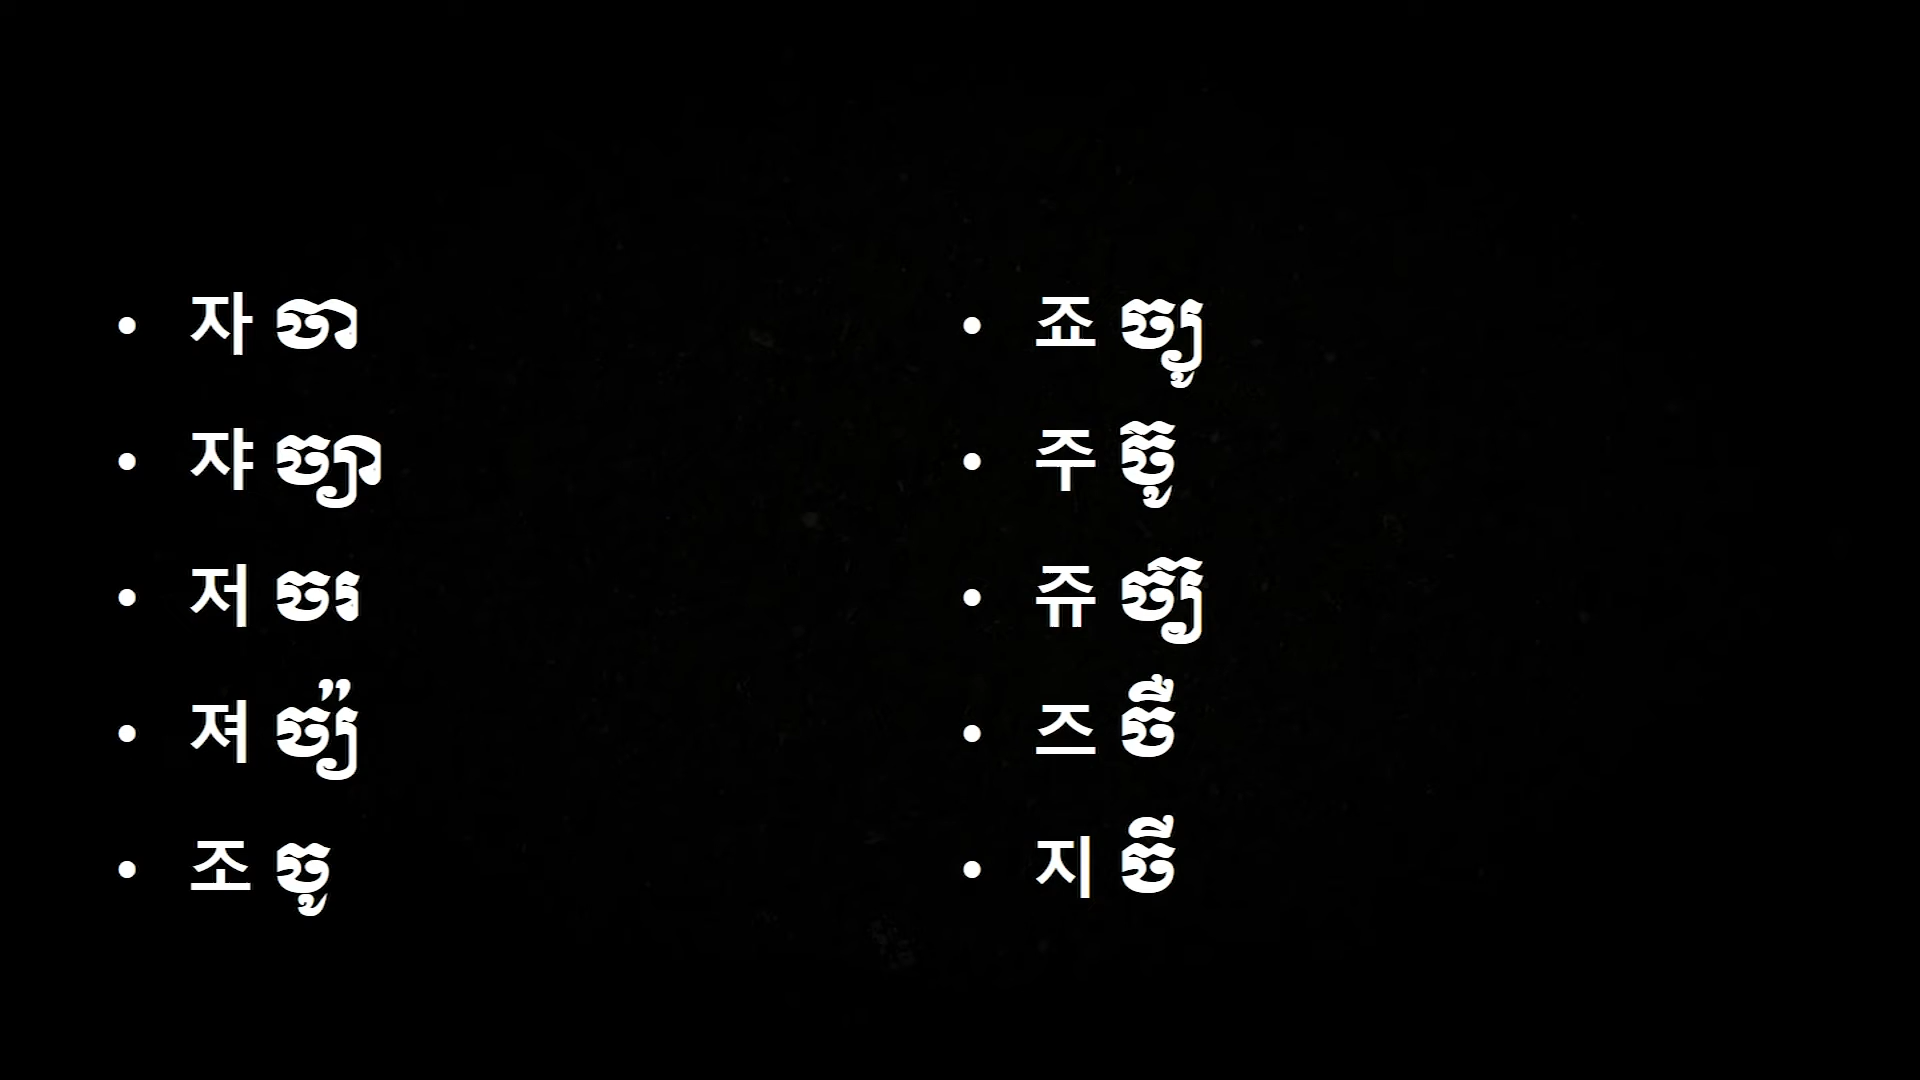 • 자 ចា
• 쟈 ច្យា
• 저 ចរ
• 져 ច្យ៉
• 조 ចូ
• 죠 ច្យូ
• 주 ច៊ូ
• 쥬 ច្យ៊
• 즈 ចឺ
• 지 ចី